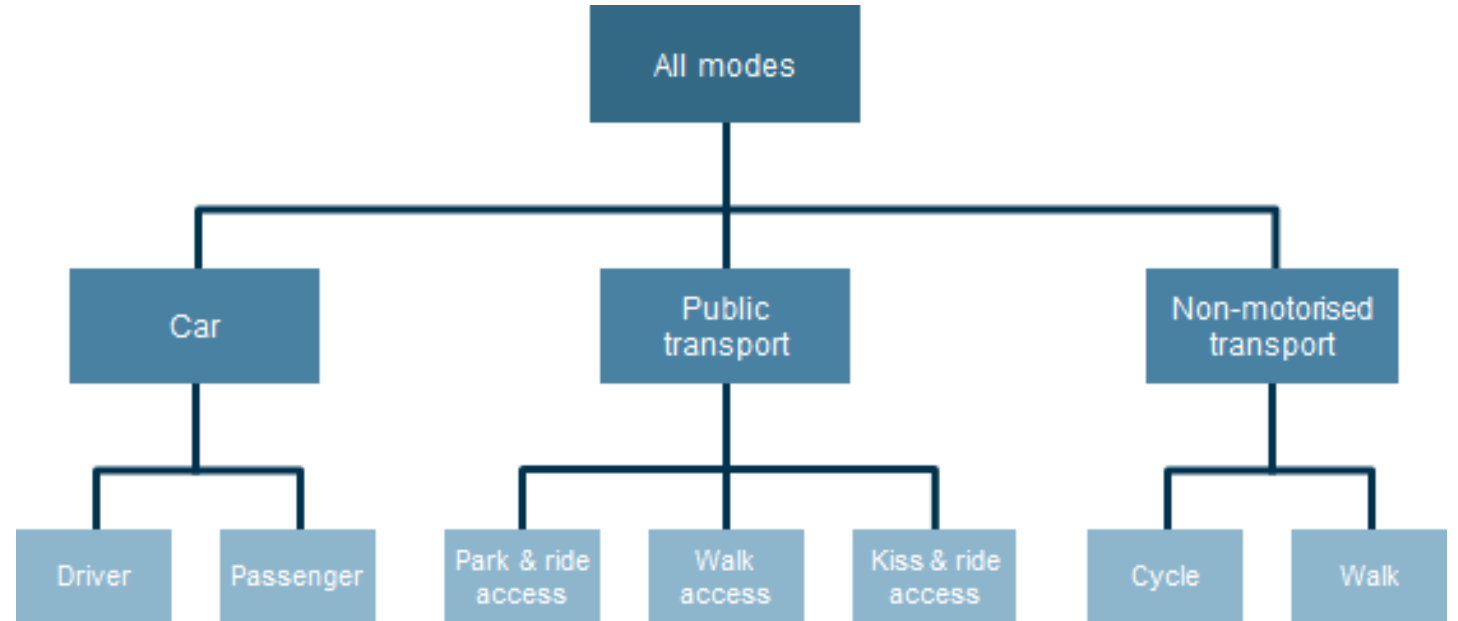 All modes
Car
Public
transport
Non-motorised
transport
Driver
Passenger
Park & ride
access
Walk
access
Kiss & ride
access
Cycle
Walk